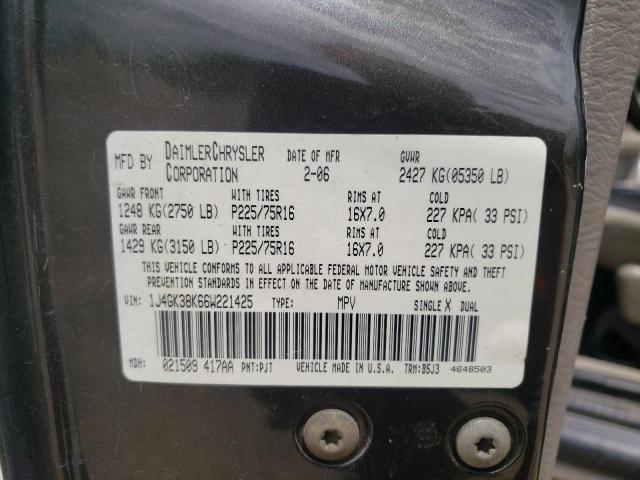 MFD BY DAIMLERCHRYSLER CORPORATION DATE OF MFR 2-06 GVWR 2427 KG(05350 LB)
GAWR FRONT WITH TIRES RIMS AT COLD
1248 KG(2750 LB) P225/75R16 16X7.0 227 KPA( 33 PSI)
GAWR REAR WITH TIRES RIMS AT COLD
1429 KG(3150 LB) P225/75R16 16X7.0 227 KPA( 33 PSI)
THIS VEHICLE CONFORMS TO ALL APPLICABLE FEDERAL MOTOR VEHICLE SAFETY AND THEFT
PREVENTION STANDARDS IN EFFECT ON THE DATE OF MANUFACTURE SHOWN ABOVE.
VIN: 1J4GK38K66W221425 TYPE: MPV SINGLE X DUAL
MDH: 021509 417AA PNT:PJT VEHICLE MADE IN U.S.A. TRM:B5J3 4648503